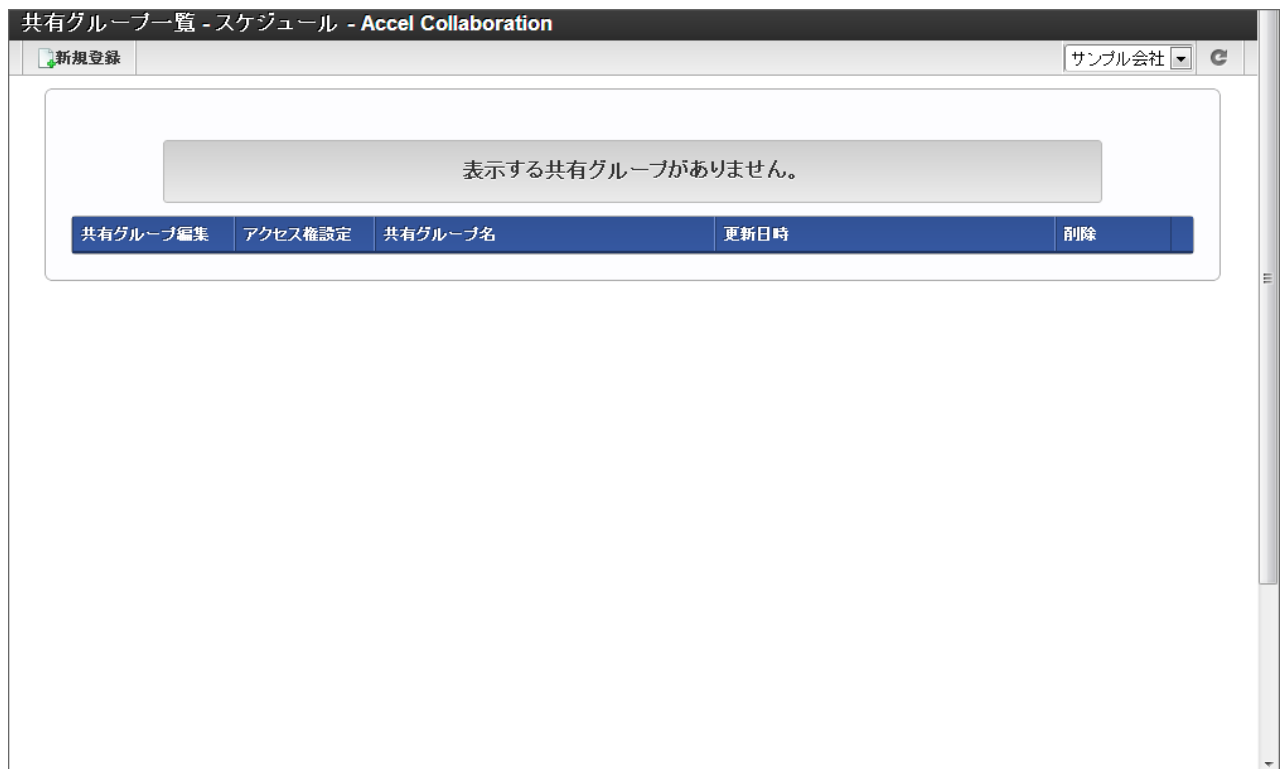 共有グループ一覧 - スケジュール - Accel Collaboration
新規登録 サンプル会社
表示する共有グループがありません。
共有グループ編集 アクセス権設定 共有グループ名 更新日時 削除